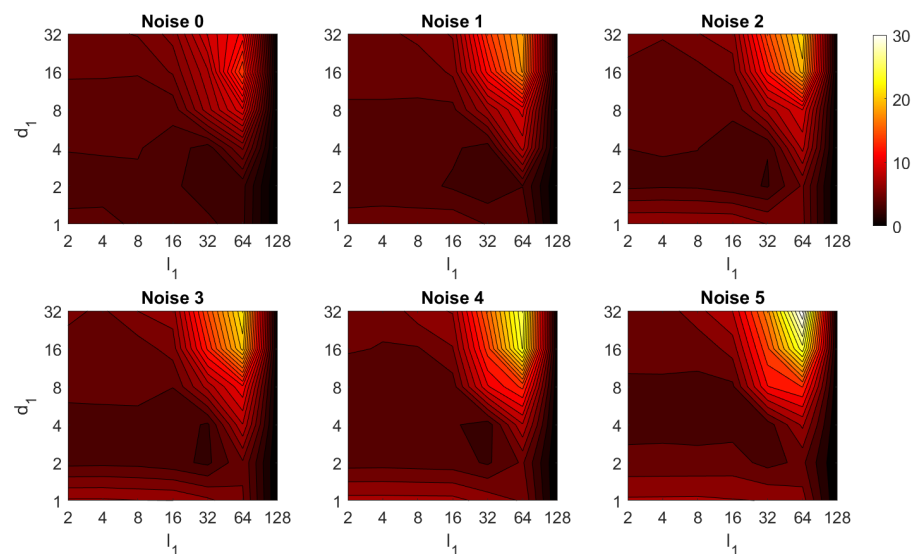 Noise 0 Noise 1 Noise 2
32 32 32 30
16 16 16
20
d₁ 8 8 8
4 4 4 10
2 2 2
1 1 1 0
2 4 8 16 32 64 128 2 4 8 16 32 64 128 2 4 8 16 32 64 128
l₁ l₁ l₁
Noise 3 Noise 4 Noise 5
32 32 32
16 16 16
d₁ 8 8 8
4 4 4
2 2 2
1 1 1
2 4 8 16 32 64 128 2 4 8 16 32 64 128 2 4 8 16 32 64 128
l₁ l₁ l₁